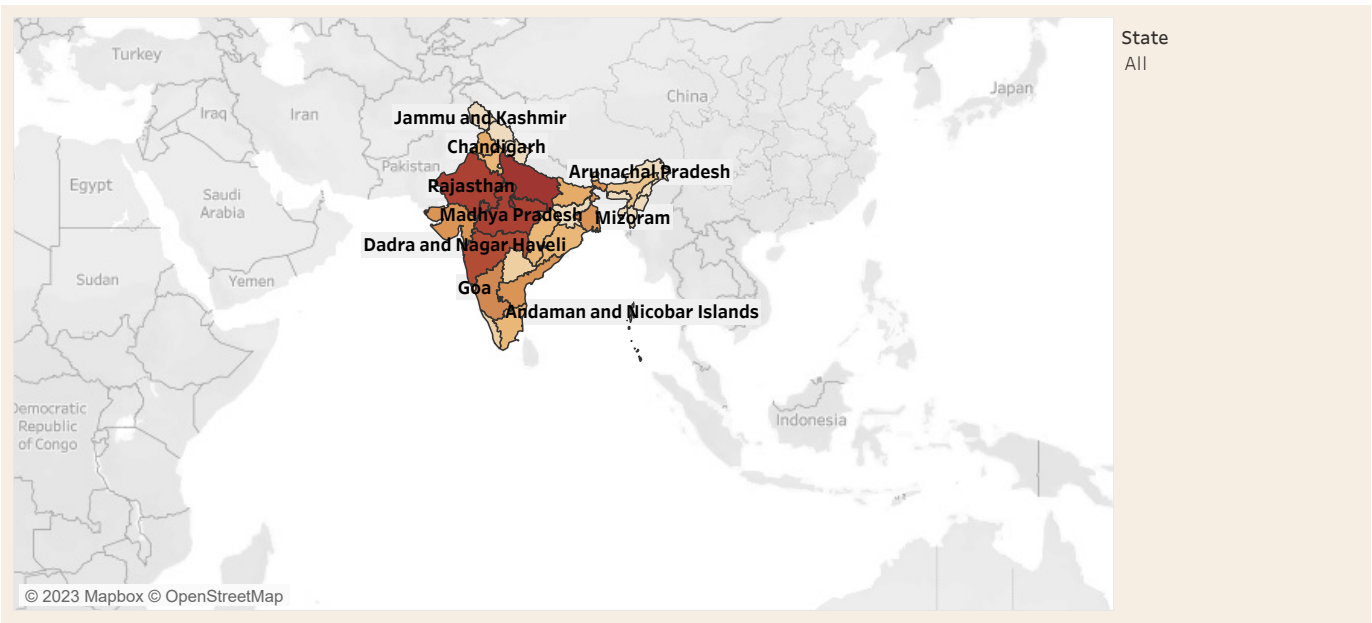 State
All
Turkey
China
Japan
Iraq
Iran
Jammu and Kashmir
Chandigarh
Pakistan
Arunachal Pradesh
Egypt
Rajasthan
Saudi
Arabia
Madhya Pradesh
Mizoram
Dadra and Nagar Haveli
Sudan
Yemen
Goa
Andaman and Nicobar Islands
Democratic
Republic
of Congo
Indonesia
© 2023 Mapbox © OpenStreetMap